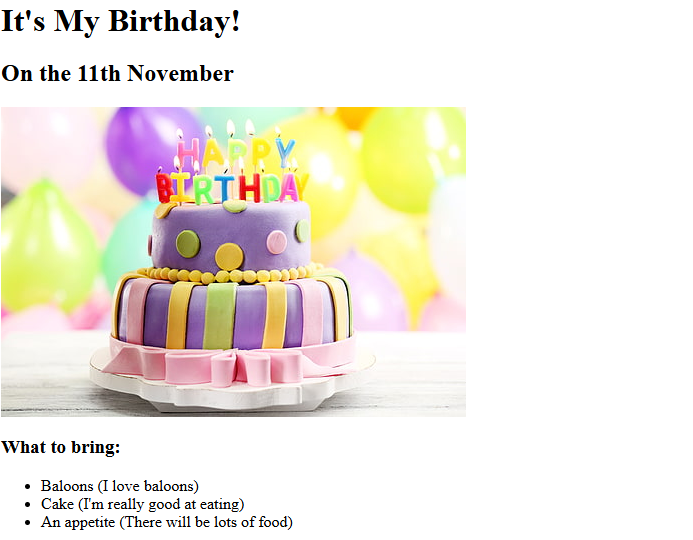 It's My Birthday!
On the 11th November
HAPPY
BIRTHDAY
What to bring:
Baloons (I love baloons)
Cake (I'm really good at eating)
An appetite (There will be lots of food)